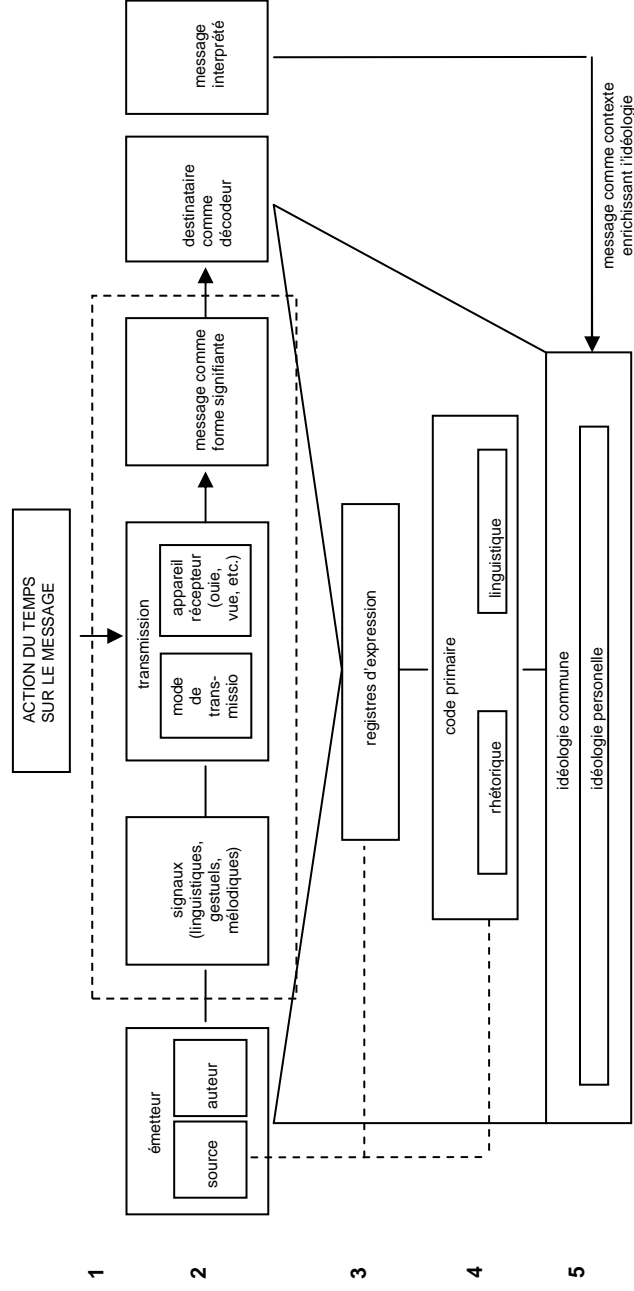 1
ACTION DU TEMPS
SUR LE MESSAGE
2
émetteur
source
auteur
signaux
(linguistiques,
gestuels,
mélodiques)
transmission
mode
de
trans-
missio
appareil
récepteur
(ouie,
vue, etc.)
message comme
forme signifiante
destinataire
comme
décodeur
message
interprété
3
registres d'expression
4
code primaire
rhétorique
linguistique
5
idéologie commune
idéologie personelle
message comme contexte
enrichissant l'idéologie